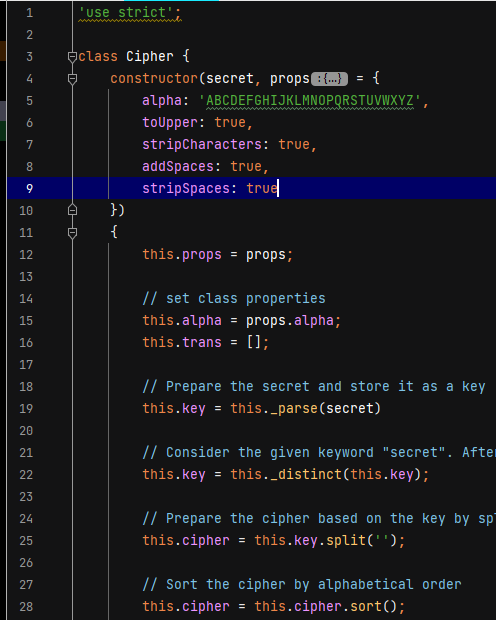 1 'use strict';
2
3 class Cipher {
4 constructor(secret, props :{...} = {
5 alpha: 'ABCDEFGHIJKLMNOPQRSTUVWXYZ',
6 toUpper: true,
7 stripCharacters: true,
8 addSpaces: true,
9 stripSpaces: true
10 })
11 {
12 this.props = props;
13
14 // set class properties
15 this.alpha = props.alpha;
16 this.trans = [];
17
18 // Prepare the secret and store it as a key
19 this.key = this._parse(secret)
20
21 // Consider the given keyword "secret". After
22 this.key = this._distinct(this.key);
23
24 // Prepare the cipher based on the key by spl
25 this.cipher = this.key.split('');
26
27 // Sort the cipher by alphabetical order
28 this.cipher = this.cipher.sort();